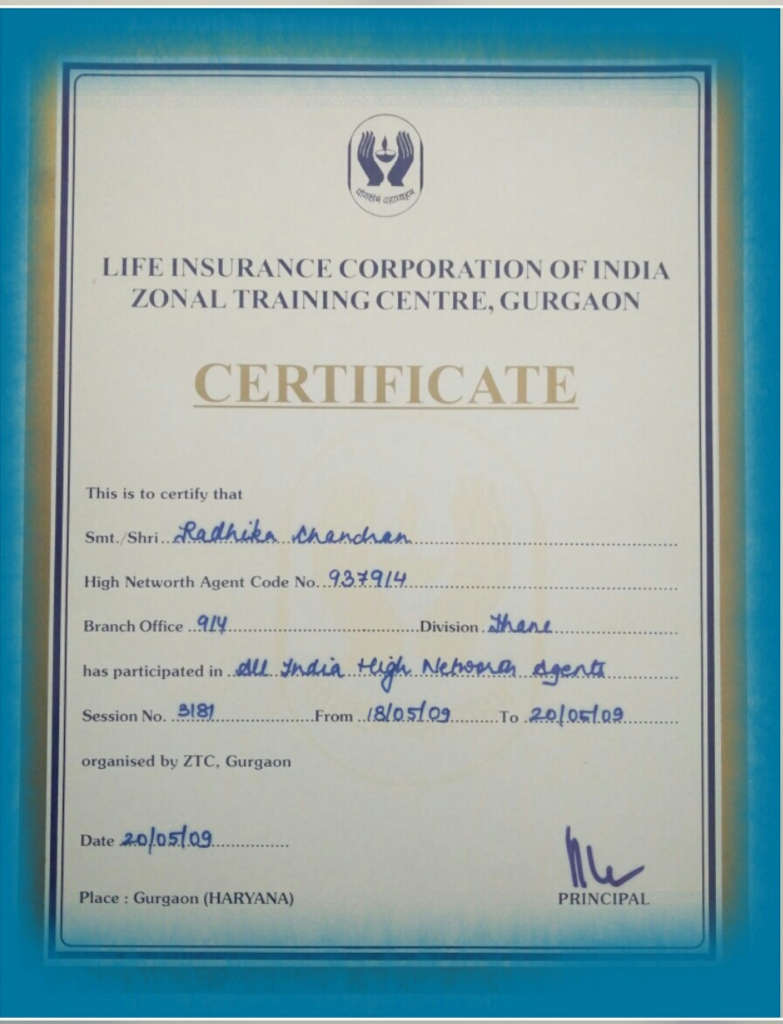 योगक्षेमं वहाम्यहम्
LIFE INSURANCE CORPORATION OF INDIA
ZONAL TRAINING CENTRE, GURGAON
CERTIFICATE
This is to certify that
Smt./Shri Radhika Chandran
High Networth Agent Code No. 937914
Branch Office 914 Division Thane
has participated in All India High Networth Agents
Session No. 3181 From 18/05/09 To 20/05/09
organised by ZTC, Gurgaon
Date 20/05/09
Place : Gurgaon (HARYANA)
PRINCIPAL